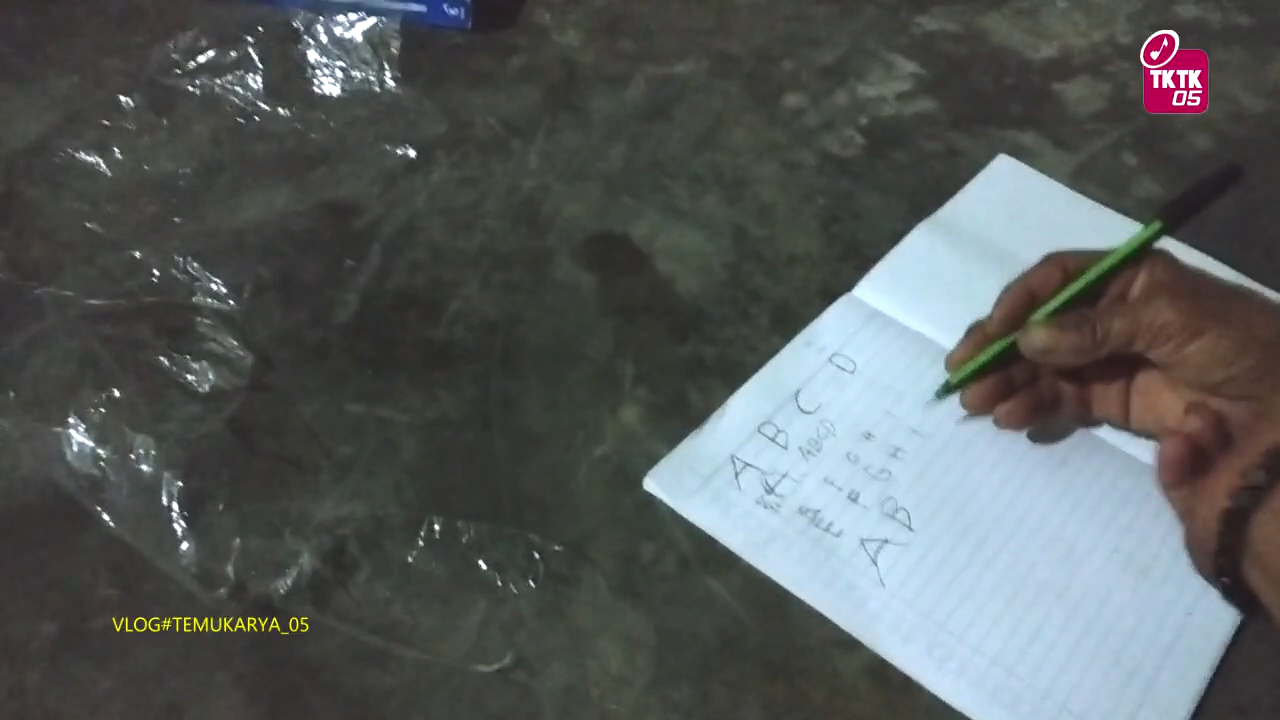 TKTK
05
A B C D
ABCD
F G H
E F G H I
A B
VLOG#TEMUKARYA_05